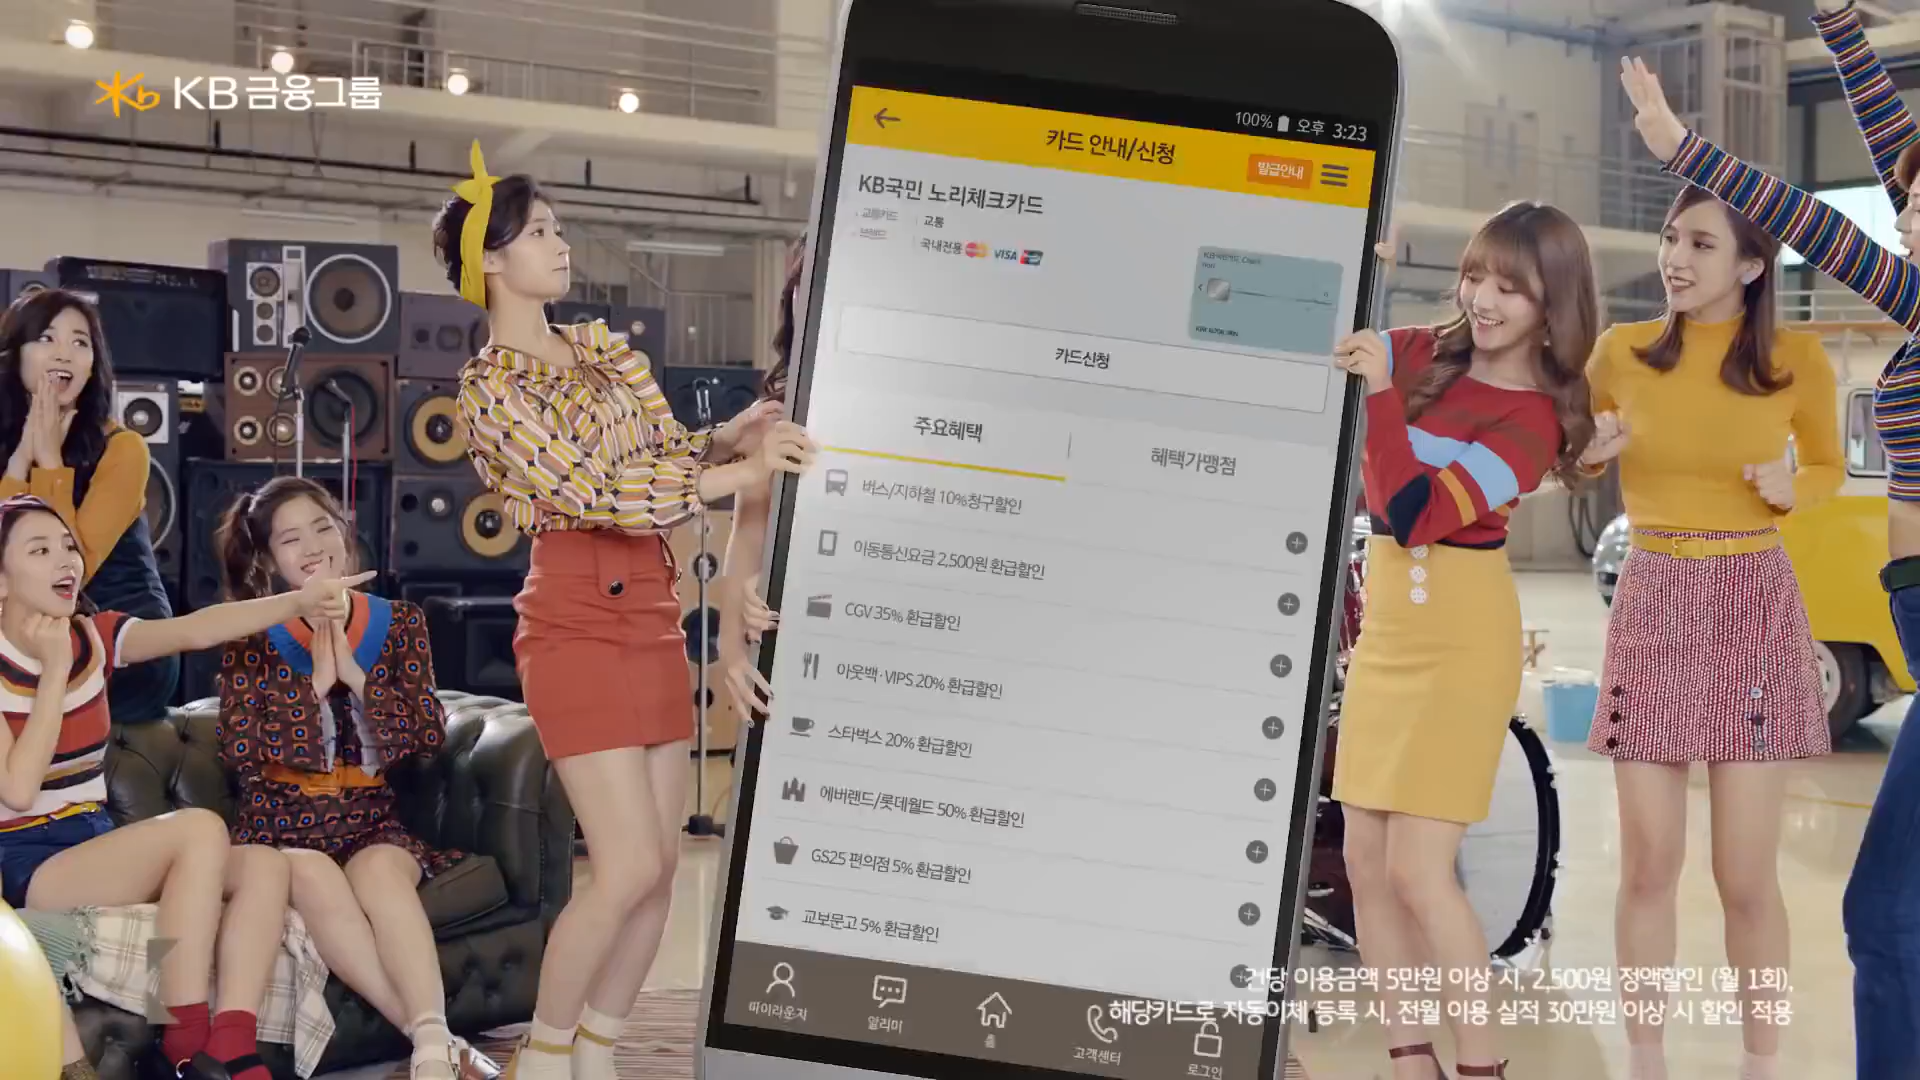 KB금융그룹
100% 오후 3:23
카드 안내/신청
발급안내
KB국민 노리체크카드
교통카드 교통
브랜드 국내전용 VISA
카드신청
주요혜택
혜택가맹점
버스/지하철 10%청구할인
이동통신요금 2,500원 환급할인
CGV 35% 환급할인
아웃백·VIPS 20% 환급할인
스타벅스 20% 환급할인
에버랜드/롯데월드 50% 환급할인
GS25 편의점 5% 환급할인
교보문고 5% 환급할인
마이라운지
알리미
홈
고객센터
로그인
건당 이용금액 5만원 이상 시, 2,500원 정액할인 (월 1회),
해당카드로 자동이체 등록 시, 전월 이용 실적 30만원 이상 시 할인 적용